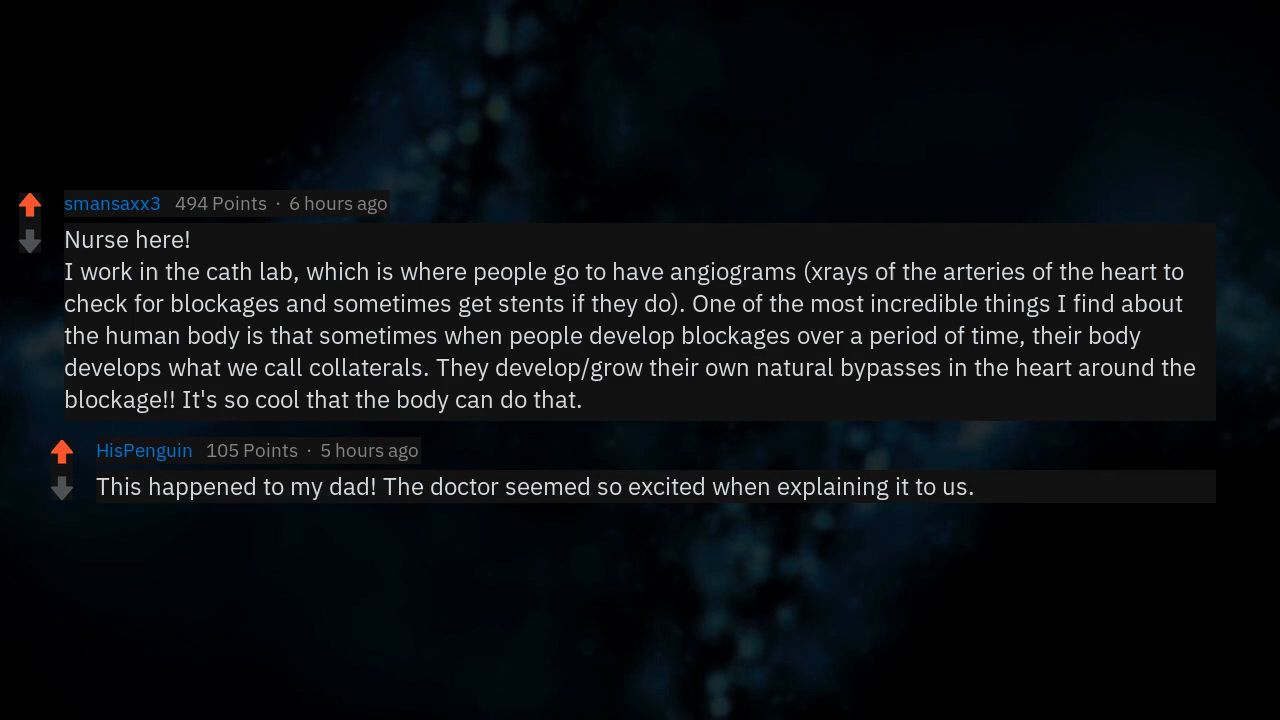 smansaxx3 494 Points · 6 hours ago
Nurse here!
I work in the cath lab, which is where people go to have angiograms (xrays of the arteries of the heart to
check for blockages and sometimes get stents if they do). One of the most incredible things I find about
the human body is that sometimes when people develop blockages over a period of time, their body
develops what we call collaterals. They develop/grow their own natural bypasses in the heart around the
blockage!! It's so cool that the body can do that.
HisPenguin 105 Points · 5 hours ago
This happened to my dad! The doctor seemed so excited when explaining it to us.